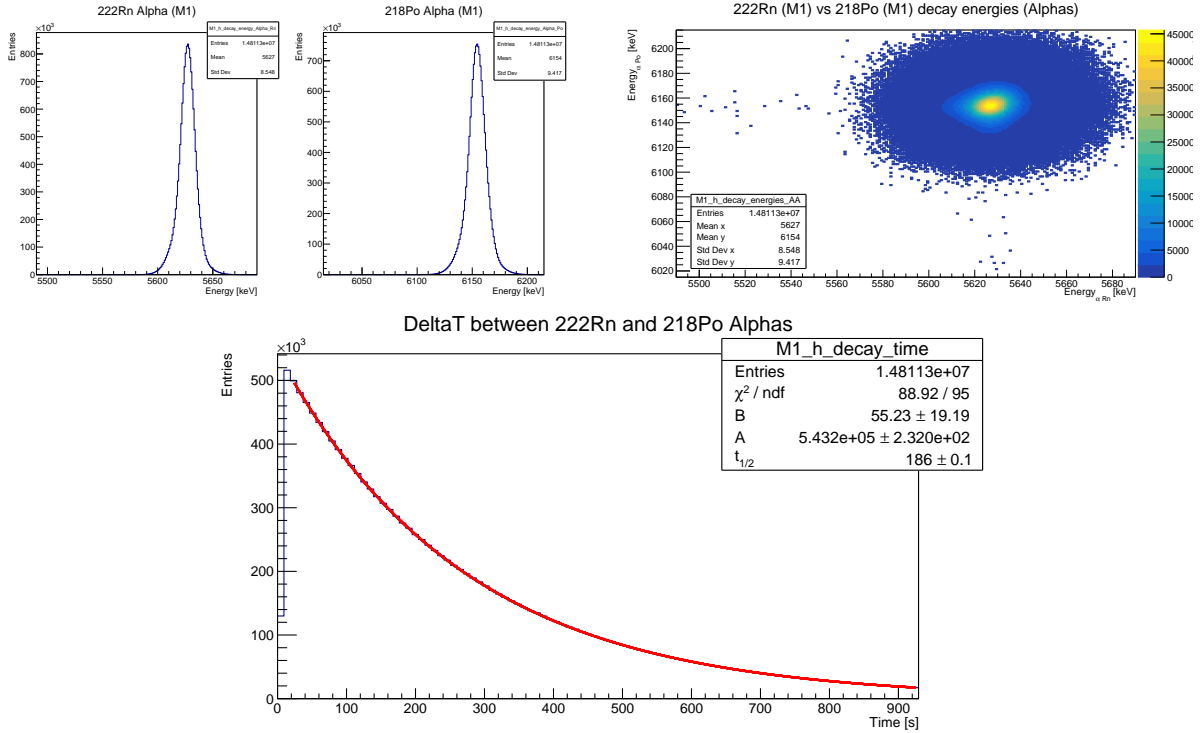 222Rn Alpha (M1)
×10³
Entries
M1_h_decay_energy_Alpha_Rn
Entries 1.48113e+07
Mean 5627
Std Dev 8.548
800
700
600
500
400
300
200
100
0
5500 5550 5600 5650
Energy [keV]
218Po Alpha (M1)
×10³
Entries
M1_h_decay_energy_Alpha_Po
Entries 1.48113e+07
Mean 6154
Std Dev 9.417
700
600
500
400
300
200
100
0
6050 6100 6150 6200
Energy [keV]
222Rn (M1) vs 218Po (M1) decay energies (Alphas)
Energy α Po [keV]
6200
6180
6160
6140
6120
6100
6080
6060
6040
6020
M1_h_decay_energies_AA
Entries 1.48113e+07
Mean x 5627
Mean y 6154
Std Dev x 8.548
Std Dev y 9.417
5500 5520 5540 5560 5580 5600 5620 5640 5660 5680
Energy α Rn [keV]
45000
40000
35000
30000
25000
20000
15000
10000
5000
0
DeltaT between 222Rn and 218Po Alphas
×10³
Entries
M1_h_decay_time
Entries 1.48113e+07
χ² / ndf 88.92 / 95
B 55.23 ± 19.19
A 5.432e+05 ± 2.320e+02
t1/2 186 ± 0.1
500
400
300
200
100
0
0 100 200 300 400 500 600 700 800 900
Time [s]